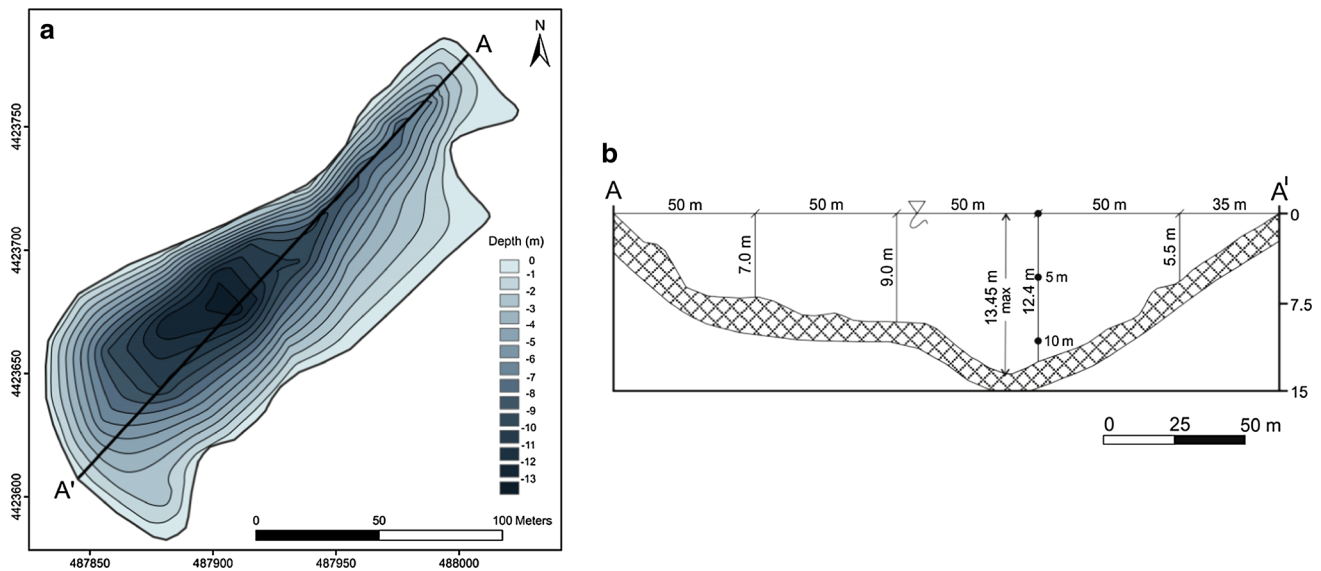 a
N
A
A'
4423750
4423700
4423650
4423600
487850 487900 487950 488000
Depth (m)
0
-1
-2
-3
-4
-5
-6
-7
-8
-9
-10
-11
-12
-13
0 50 100 Meters
b
A A'
50 m 50 m 50 m 50 m 35 m
7.0 m
9.0 m
13.45 m
max
12.4 m
5 m
10 m
5.5 m
0
7.5
15
0 25 50 m